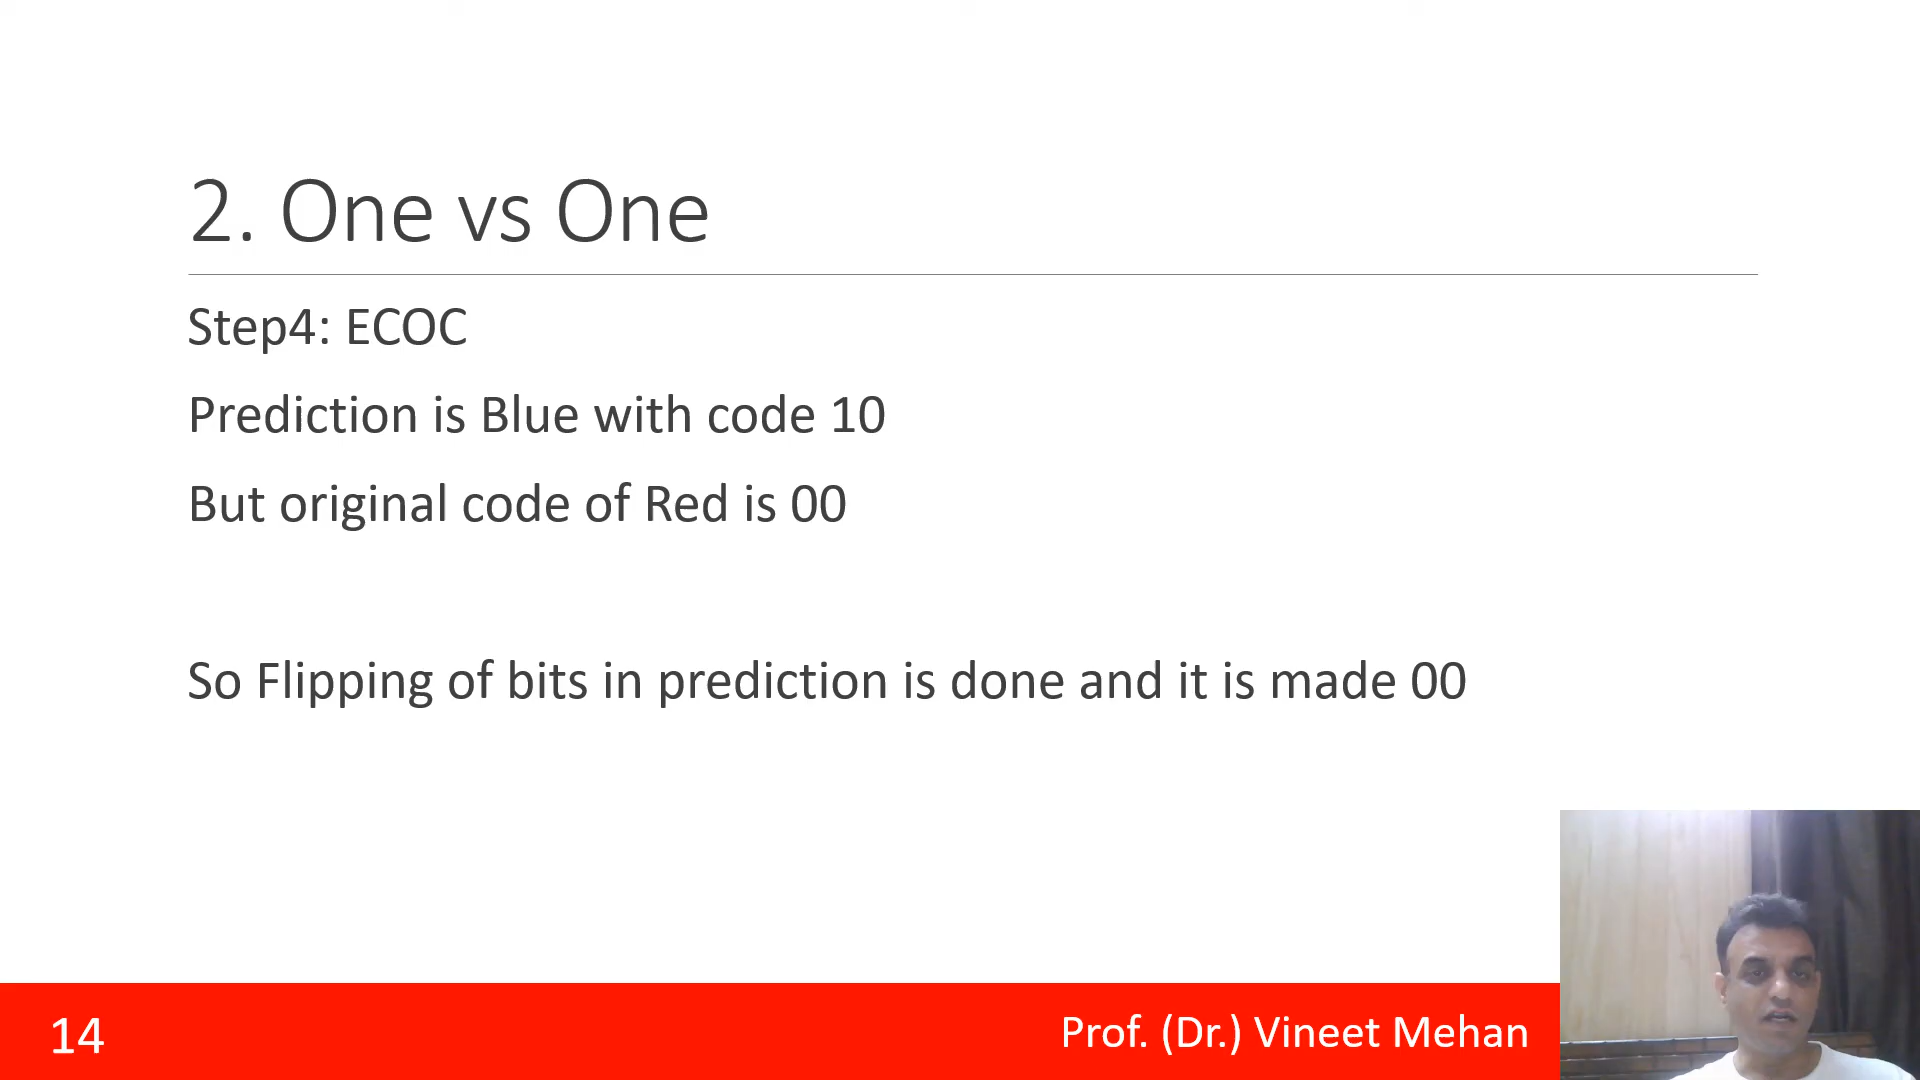 2. One vs One
Step4: ECOC
Prediction is Blue with code 10
But original code of Red is 00
So Flipping of bits in prediction is done and it is made 00
14
Prof. (Dr.) Vineet Mehan